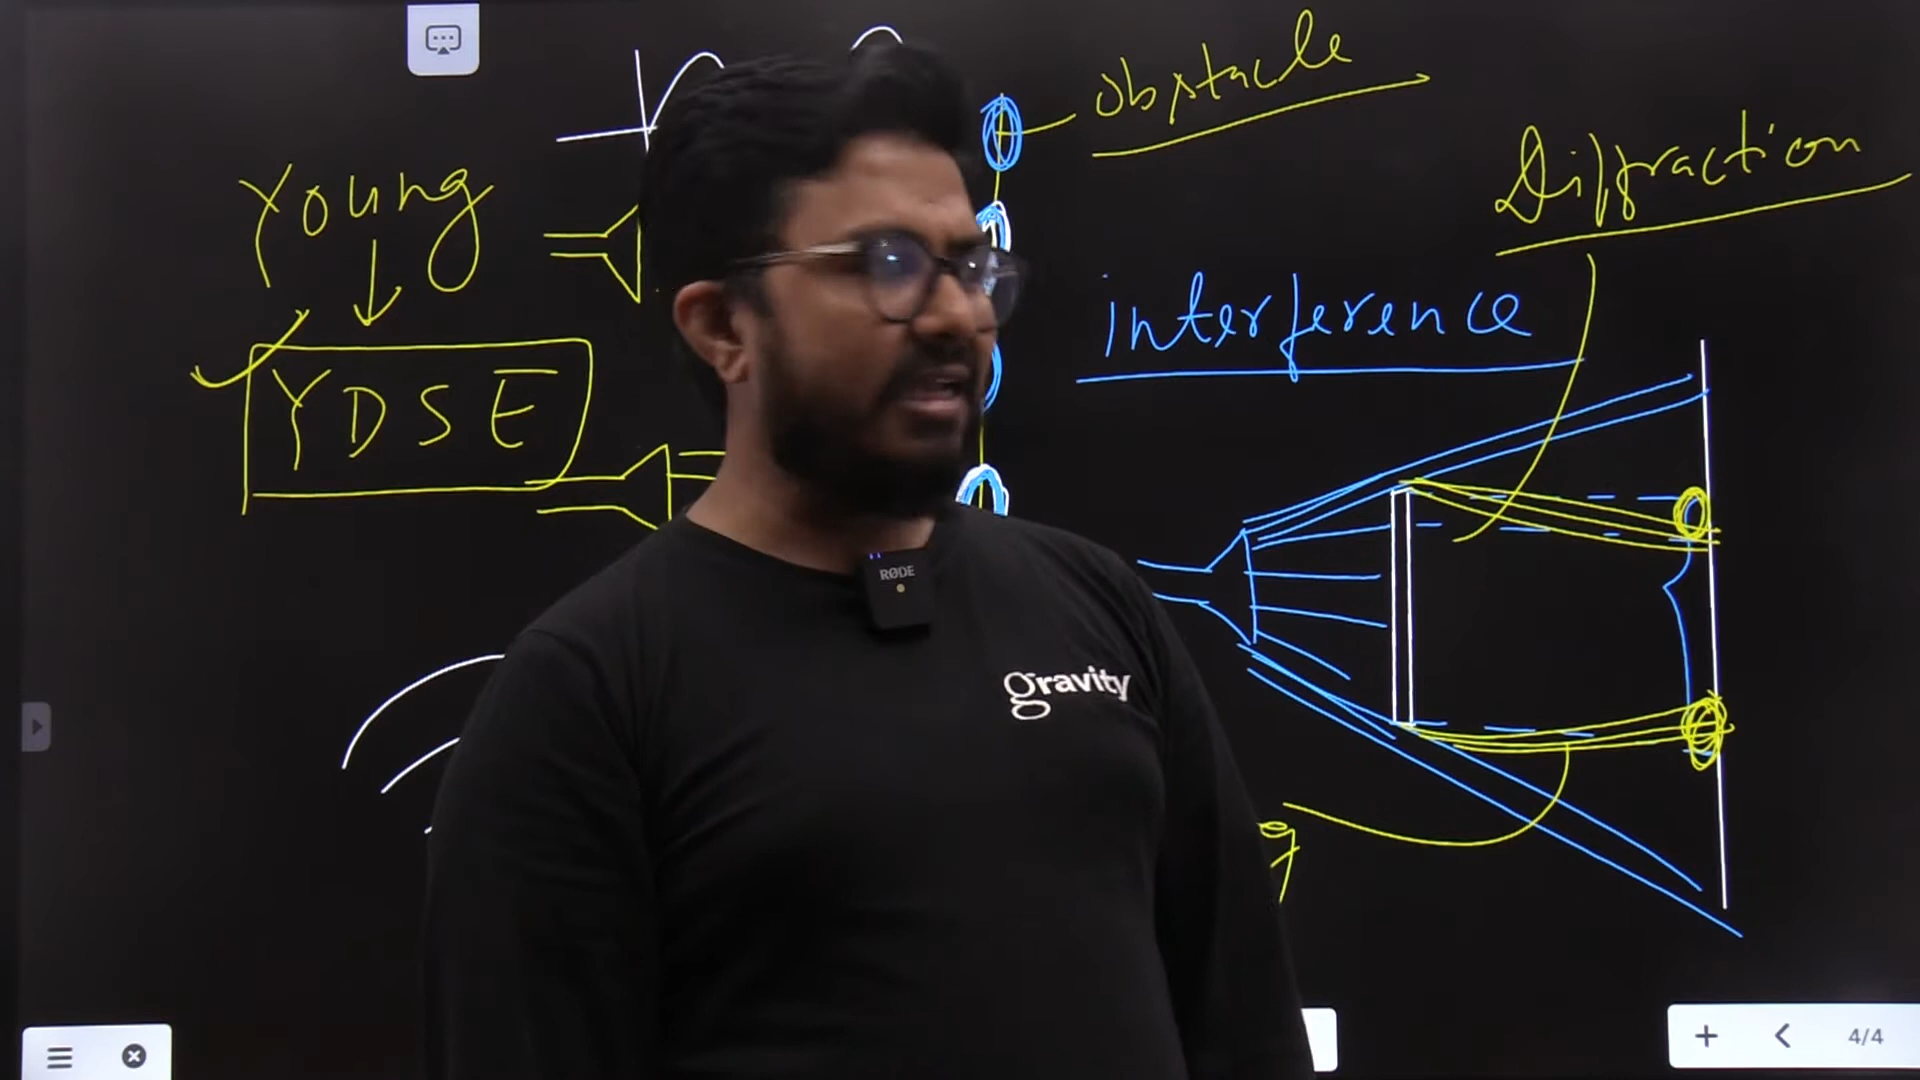 Obstacle
Diffraction
Young
interference
YDSE
RØDE
gravity
4/4